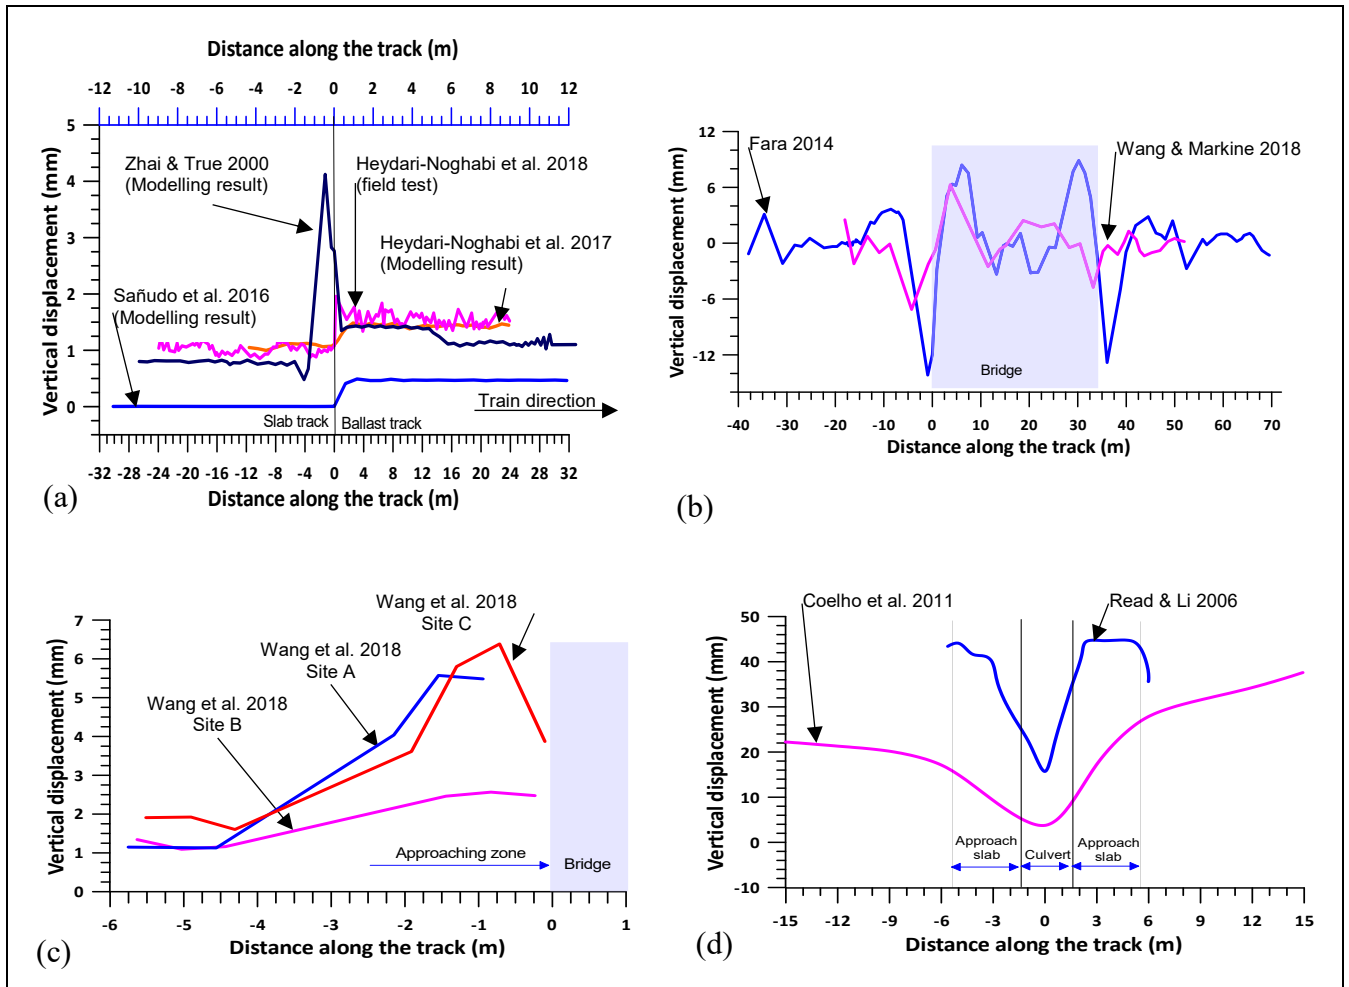 Distance along the track (m)
-12 -10 -8 -6 -4 -2 0 2 4 6 8 10 12
5
4
3
2
1
0
Vertical displacement (mm)
Zhai & True 2000
(Modelling result)
Heydari-Noghabi et al. 2018
(field test)
Heydari-Noghabi et al. 2017
(Modelling result)
Sañudo et al. 2016
(Modelling result)
Train direction
Slab track
Ballast track
-32 -28 -24 -20 -16 -12 -8 -4 0 4 8 12 16 20 24 28 32
Distance along the track (m)
(a)
12
6
0
-6
-12
Vertical displacement (mm)
Fara 2014
Wang & Markine 2018
Bridge
-40 -30 -20 -10 0 10 20 30 40 50 60 70
Distance along the track (m)
(b)
7
6
5
4
3
2
1
0
Vertical displacement (mm)
Wang et al. 2018
Site C
Wang et al. 2018
Site A
Wang et al. 2018
Site B
Approaching zone
Bridge
-6 -5 -4 -3 -2 -1 0 1
Distance along the track (m)
(c)
50
40
30
20
10
0
-10
Vertical displacement (mm)
Coelho et al. 2011
Read & Li 2006
Approach
slab
Culvert
Approach
slab
-15 -12 -9 -6 -3 0 3 6 9 12 15
Distance along the track (m)
(d)